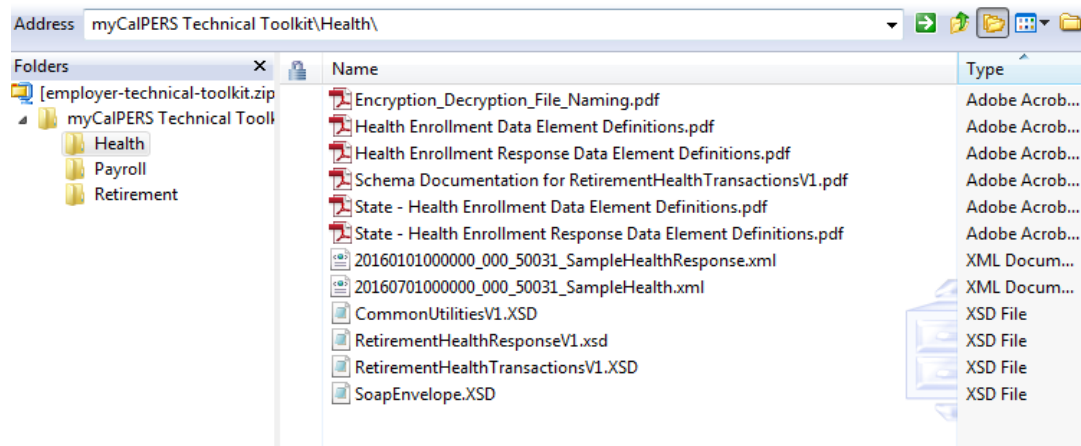 Address myCalPERS Technical Toolkit\Health\
Folders × Name Type
[employer-technical-toolkit.zip
myCalPERS Technical Toolk
Health
Payroll
Retirement
Encryption_Decryption_File_Naming.pdf Adobe Acrob...
Health Enrollment Data Element Definitions.pdf Adobe Acrob...
Health Enrollment Response Data Element Definitions.pdf Adobe Acrob...
Schema Documentation for RetirementHealthTransactionsV1.pdf Adobe Acrob...
State - Health Enrollment Data Element Definitions.pdf Adobe Acrob...
State - Health Enrollment Response Data Element Definitions.pdf Adobe Acrob...
20160101000000_000_50031_SampleHealthResponse.xml XML Docum...
20160701000000_000_50031_SampleHealth.xml XML Docum...
CommonUtilitiesV1.XSD XSD File
RetirementHealthResponseV1.xsd XSD File
RetirementHealthTransactionsV1.XSD XSD File
SoapEnvelope.XSD XSD File